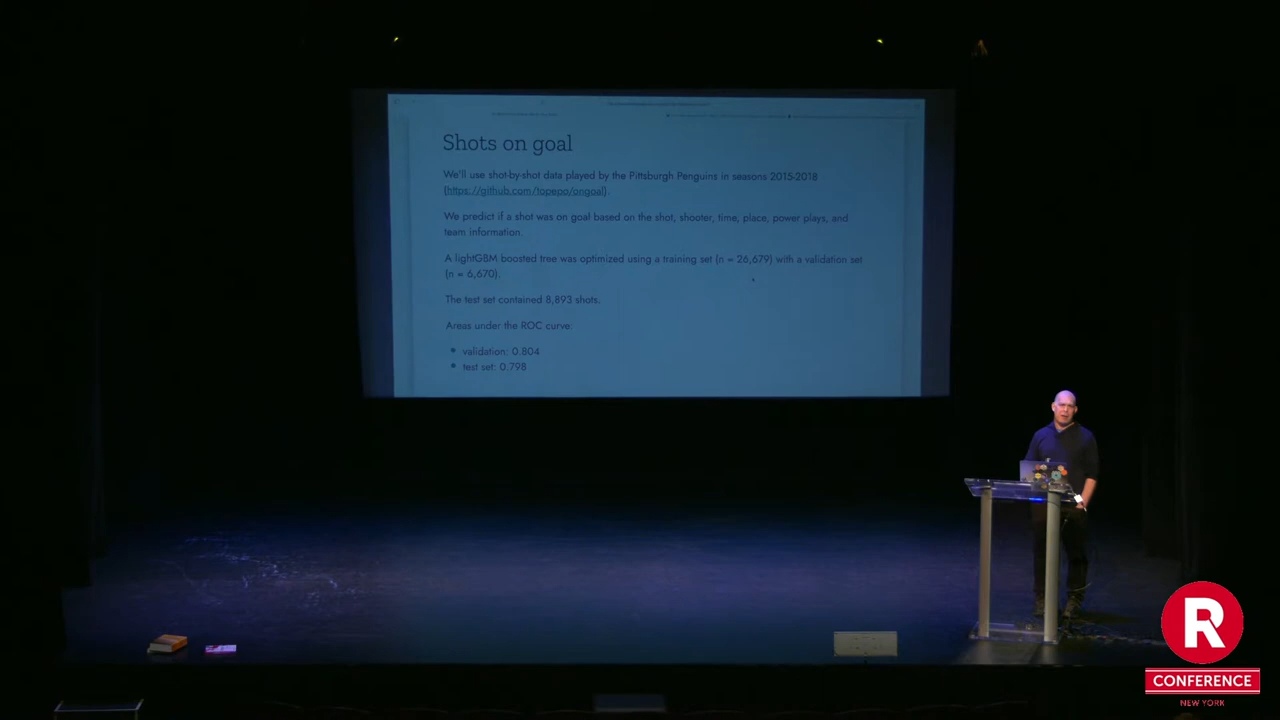 Shots on goal
We'll use shot-by-shot data played by the Pittsburgh Penguins in seasons 2015-2018
(https://github.com/topepo/ongoal).
We predict if a shot was on goal based on the shot, shooter, time, place, power plays, and
team information.
A lightGBM boosted tree was optimized using a training set (n = 26,679) with a validation set
(n = 6,670).
The test set contained 8,893 shots.
Areas under the ROC curve:
• validation: 0.804
• test set: 0.798
R
CONFERENCE
NEW YORK